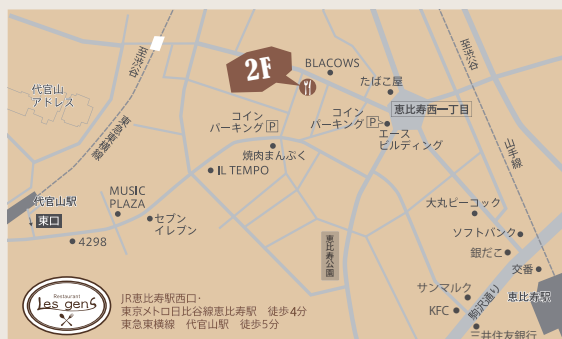 至渋谷
2F
BLACOWS
至渋谷
たばこ屋
代官山
アドレス
コイン
パーキング P
コイン
パーキング P
恵比寿西一丁目
エース
ビルディング
東急東横線
焼肉まんぷく
IL TEMPO
山手線
代官山駅
東口
MUSIC
PLAZA
セブン
イレブン
4298
大丸ピーコック
ソフトバンク
銀だこ
交番
恵比寿公園
サンマルク
KFC
駒沢通り
恵比寿駅
三井住友銀行
Restaurant
Les genS
JR恵比寿駅西口・
東京メトロ日比谷線恵比寿駅 徒歩4分
東急東横線 代官山駅 徒歩5分